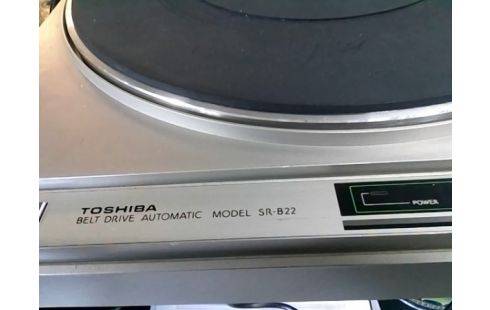 TOSHIBA
BELT DRIVE AUTOMATIC MODEL SR-B22
POWER